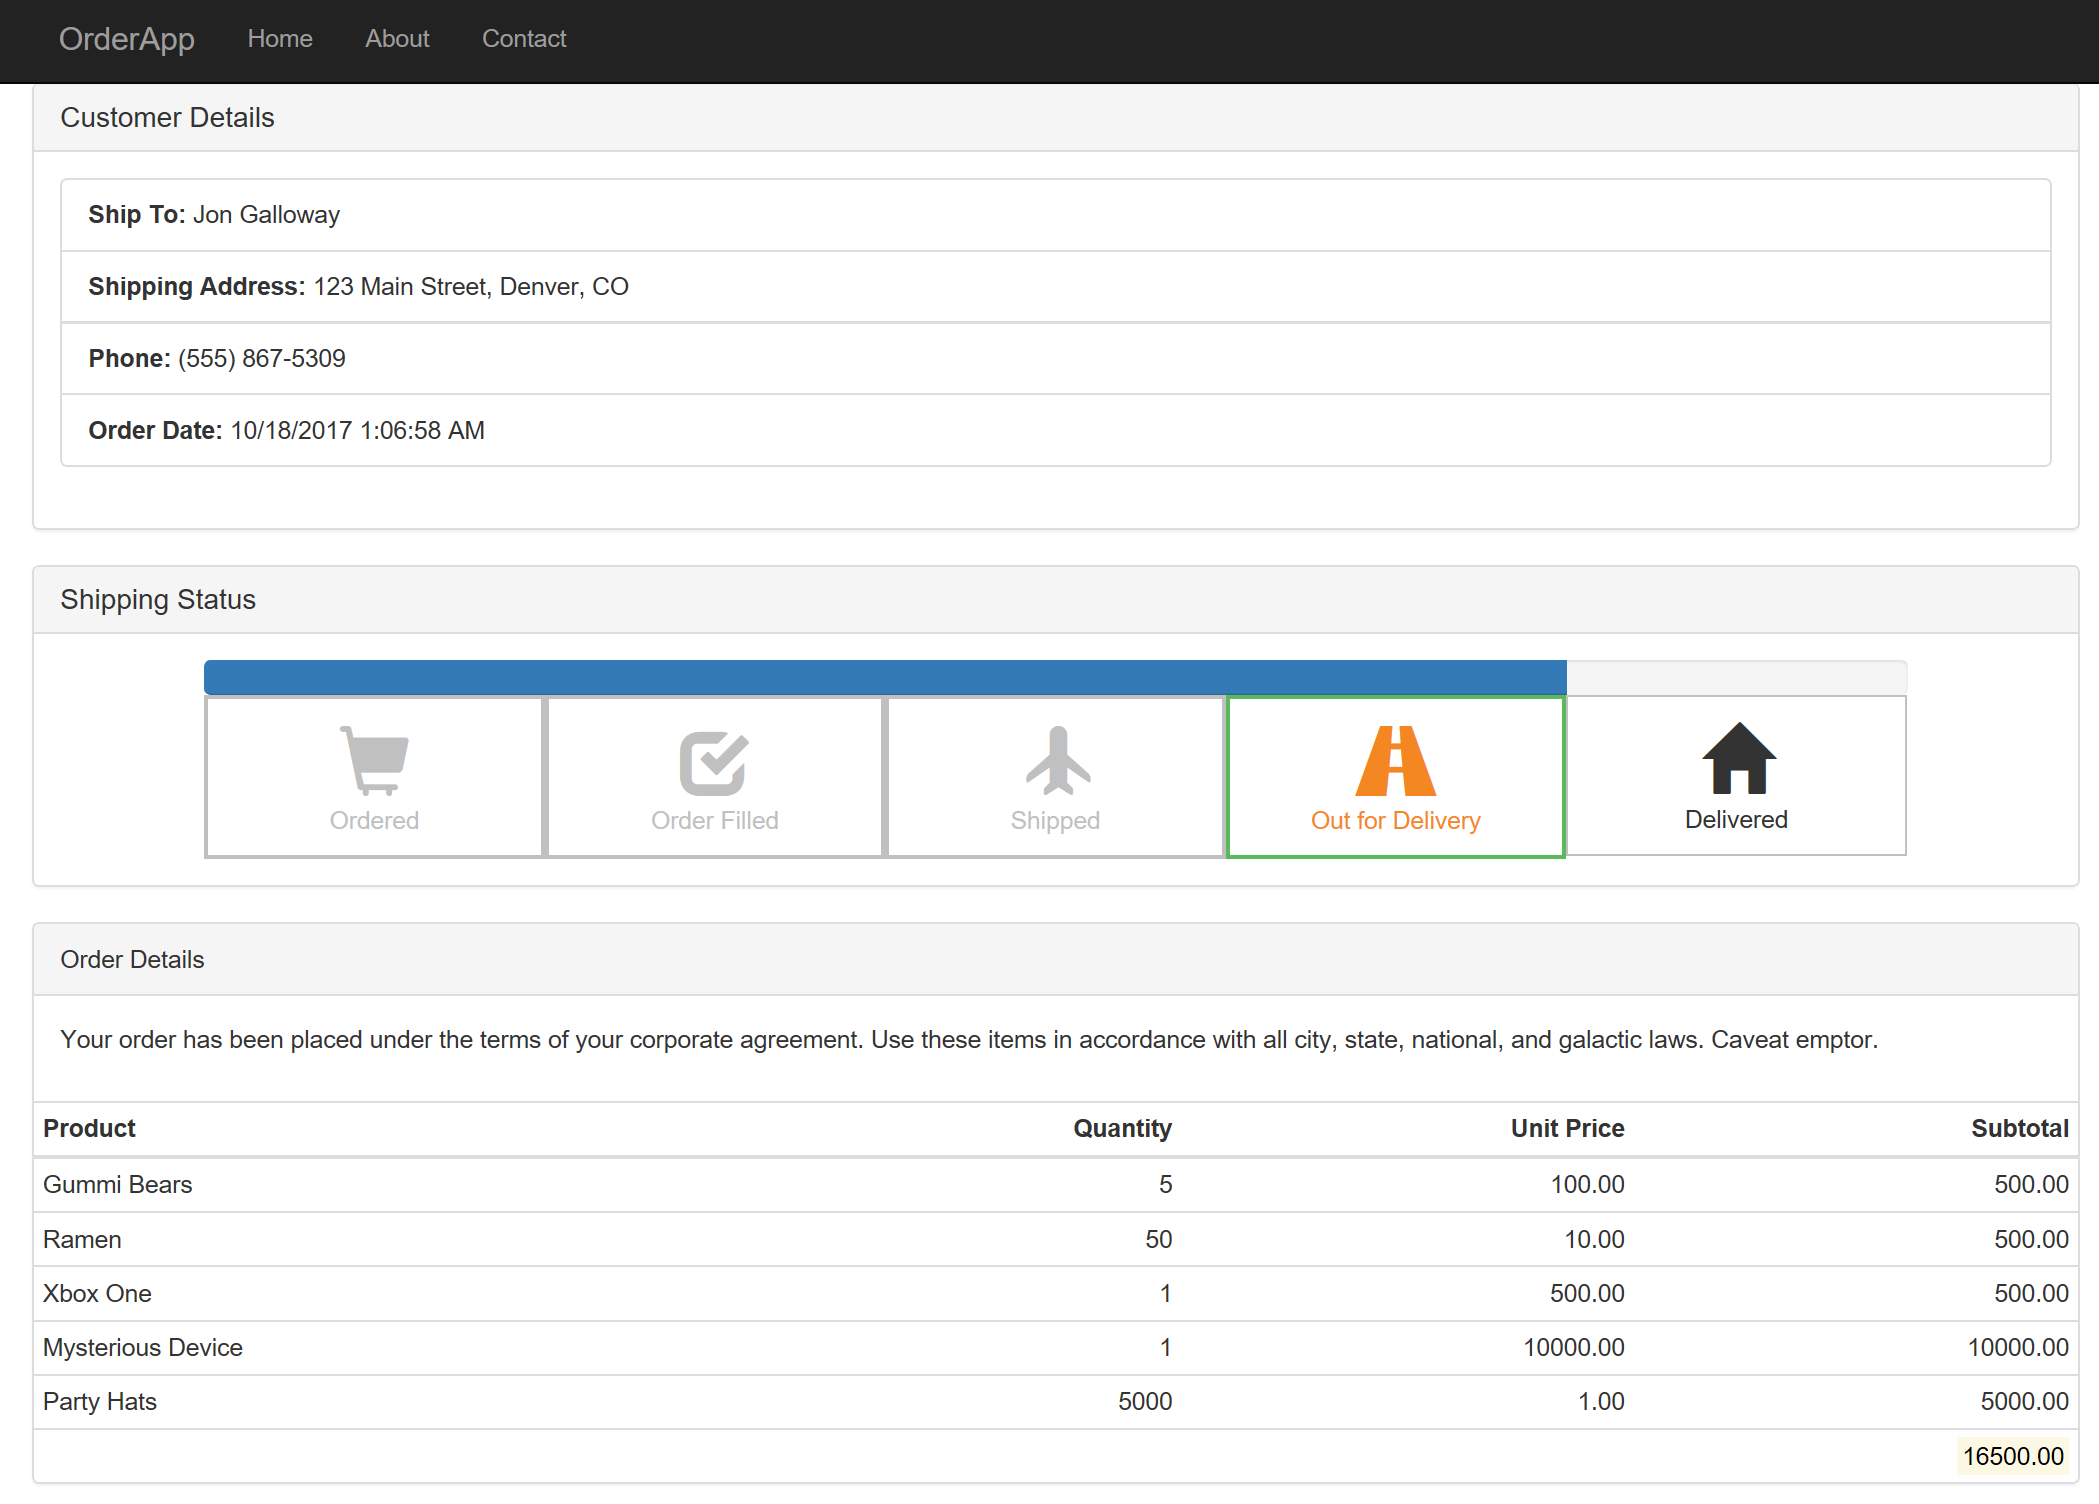 OrderApp Home About Contact
Customer Details
Ship To: Jon Galloway
Shipping Address: 123 Main Street, Denver, CO
Phone: (555) 867-5309
Order Date: 10/18/2017 1:06:58 AM
Shipping Status
Ordered Order Filled Shipped Out for Delivery Delivered
Order Details
Your order has been placed under the terms of your corporate agreement. Use these items in accordance with all city, state, national, and galactic laws. Caveat emptor.
Product Quantity Unit Price Subtotal
Gummi Bears 5 100.00 500.00
Ramen 50 10.00 500.00
Xbox One 1 500.00 500.00
Mysterious Device 1 10000.00 10000.00
Party Hats 5000 1.00 5000.00
16500.00